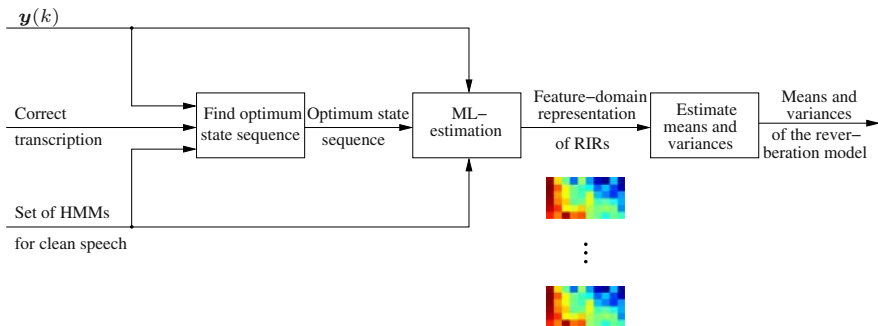 y(k)
Correct
transcription
Set of HMMs
for clean speech
Find optimum
state sequence
Optimum state
sequence
ML−
estimation
Feature−domain
representation
of RIRs
Estimate
means and
variances
Means and
variances
of the rever−
beration model